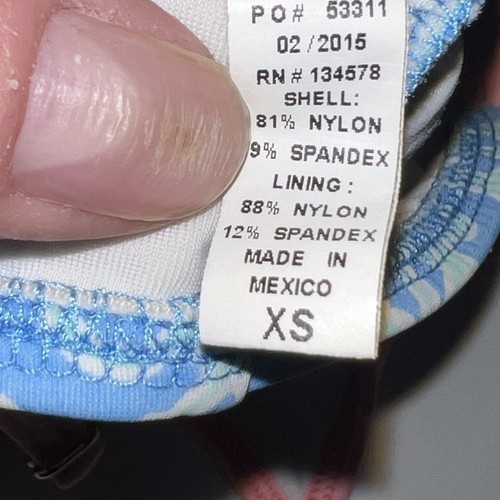 PO# 53311
02/2015
RN# 134578
SHELL:
81% NYLON
9% SPANDEX
LINING:
88% NYLON
12% SPANDEX
MADE IN
MEXICO
XS